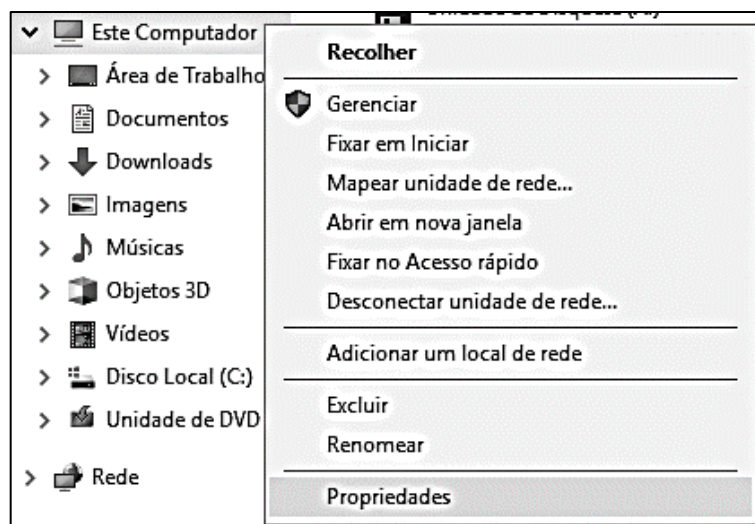 Este Computador
Área de Trabalho
Documentos
Downloads
Imagens
Músicas
Objetos 3D
Vídeos
Disco Local (C:)
Unidade de DVD
Rede
Recolher
Gerenciar
Fixar em Iniciar
Mapear unidade de rede...
Abrir em nova janela
Fixar no Acesso rápido
Desconectar unidade de rede...
Adicionar um local de rede
Excluir
Renomear
Propriedades